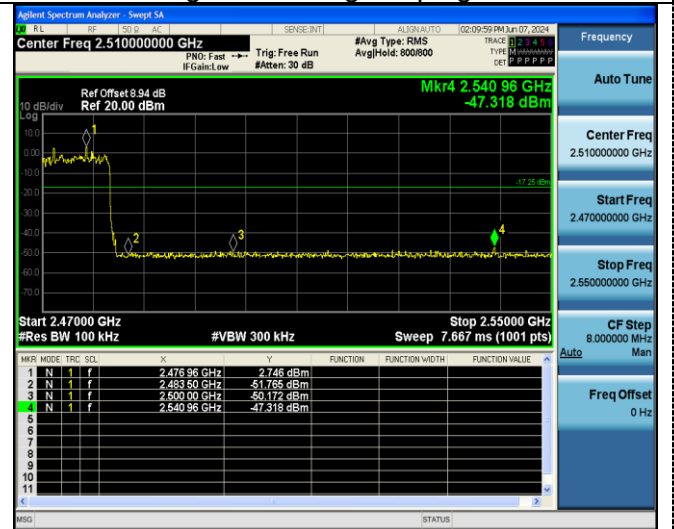 Agilent Spectrum Analyzer - Swept SA
RL RF 50 Ω AC SENSE:INT ALIGN AUTO 02:09:59 PM Jun 07, 2024
Center Freq 2.510000000 GHz
PNO: Fast
IFGain:Low
Trig: Free Run
#Atten: 30 dB
#Avg Type: RMS
Avg|Hold: 800/800
TRACE 1 2 3 4 5 6
TYPE M
DET P P P P P P
Ref Offset 8.94 dB
Ref 20.00 dBm
10 dB/div
Log
Mkr4 2.540 96 GHz
-47.318 dBm
10.0
0.00
-10.0
-20.0
-30.0
-40.0
-50.0
-60.0
-70.0
1
2
3
4
-17.25 dBm
Start 2.47000 GHz
#Res BW 100 kHz
#VBW 300 kHz
Stop 2.55000 GHz
Sweep 7.667 ms (1001 pts)
MKR MODE TRC SCL X Y FUNCTION FUNCTION WIDTH FUNCTION VALUE
1 N 1 f 2.476 96 GHz 2.746 dBm
2 N 1 f 2.483 50 GHz -51.765 dBm
3 N 1 f 2.500 00 GHz -50.172 dBm
4 N 1 f 2.540 96 GHz -47.318 dBm
5
6
7
8
9
10
11
MSG
STATUS
Frequency
Auto Tune
Center Freq
2.510000000 GHz
Start Freq
2.470000000 GHz
Stop Freq
2.550000000 GHz
CF Step
8.000000 MHz
Auto Man
Freq Offset
0 Hz